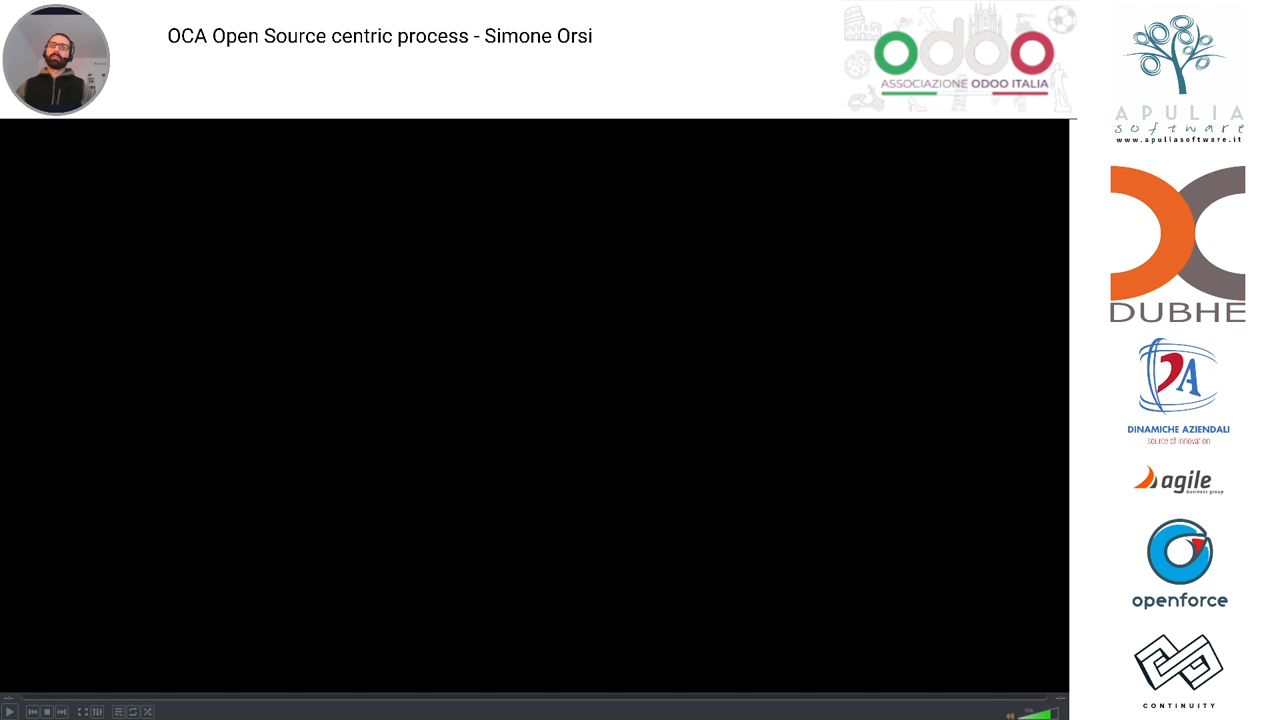 OCA Open Source centric process - Simone Orsi
odoo
ASSOCIAZIONE ODOO ITALIA
APULIA
software
www.apuliasoftware.it
DUBHE
DA
DINAMICHE AZIENDALI
source of innovation
agile
business group
openforce
CONTINUITY